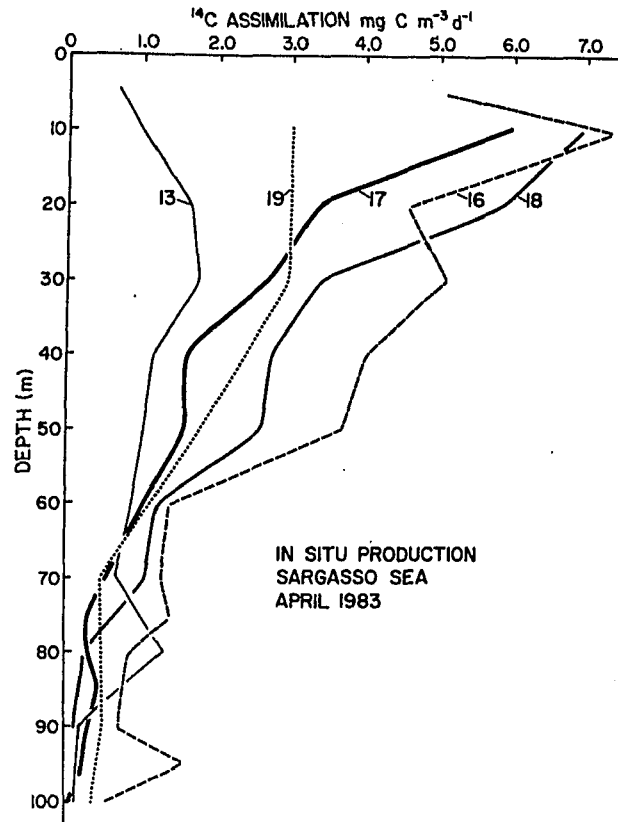 ¹⁴C ASSIMILATION mg C m⁻³ d⁻¹
0 1.0 2.0 3.0 4.0 5.0 6.0 7.0
0
10
20
30
40
50
60
70
80
90
100
DEPTH (m)
13 19 17 16 18
IN SITU PRODUCTION
SARGASSO SEA
APRIL 1983